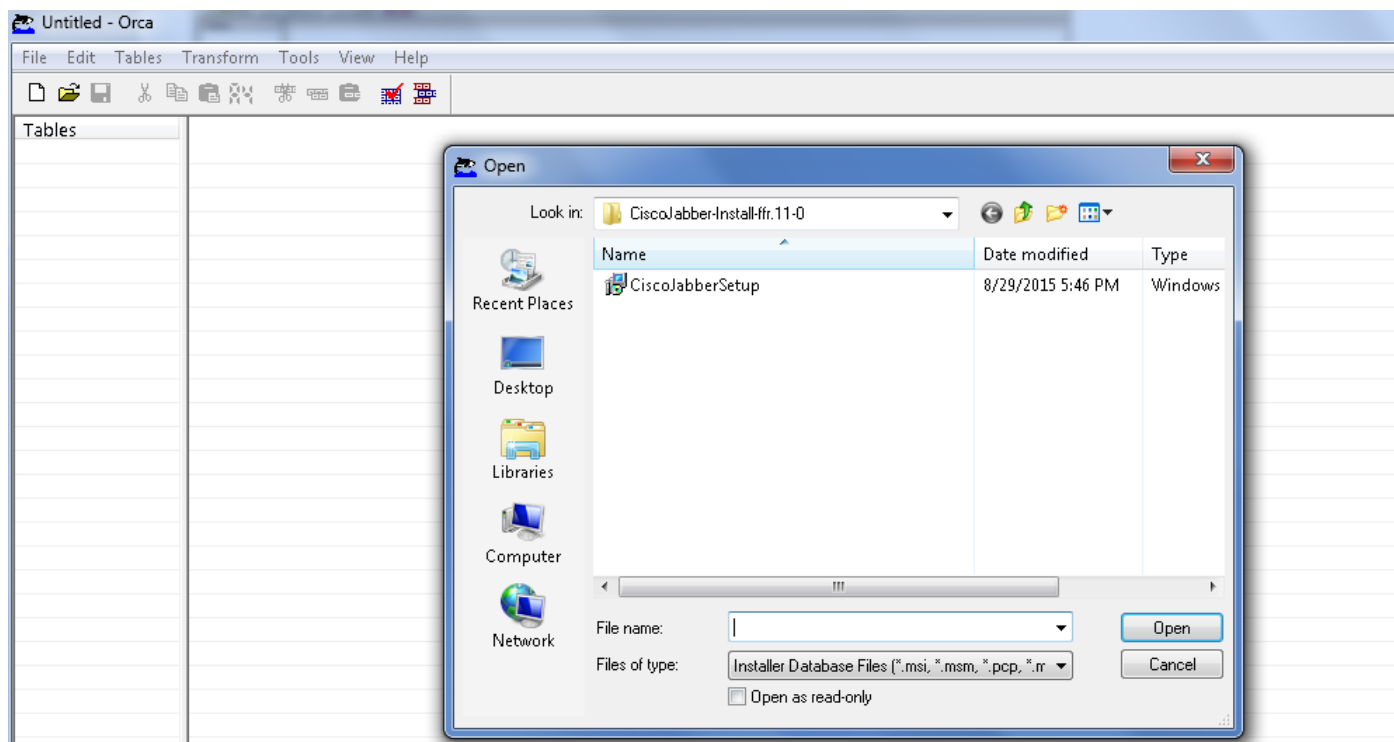 Untitled - Orca
File Edit Tables Transform Tools View Help
Tables
Open
Look in: CiscoJabber-Install-ffr.11-0
Name Date modified Type
CiscoJabberSetup 8/29/2015 5:46 PM Windows
Recent Places
Desktop
Libraries
Computer
Network
File name: Open
Files of type: Installer Database Files (*.msi, *.msm, *.pcp, *.m Cancel
Open as read-only